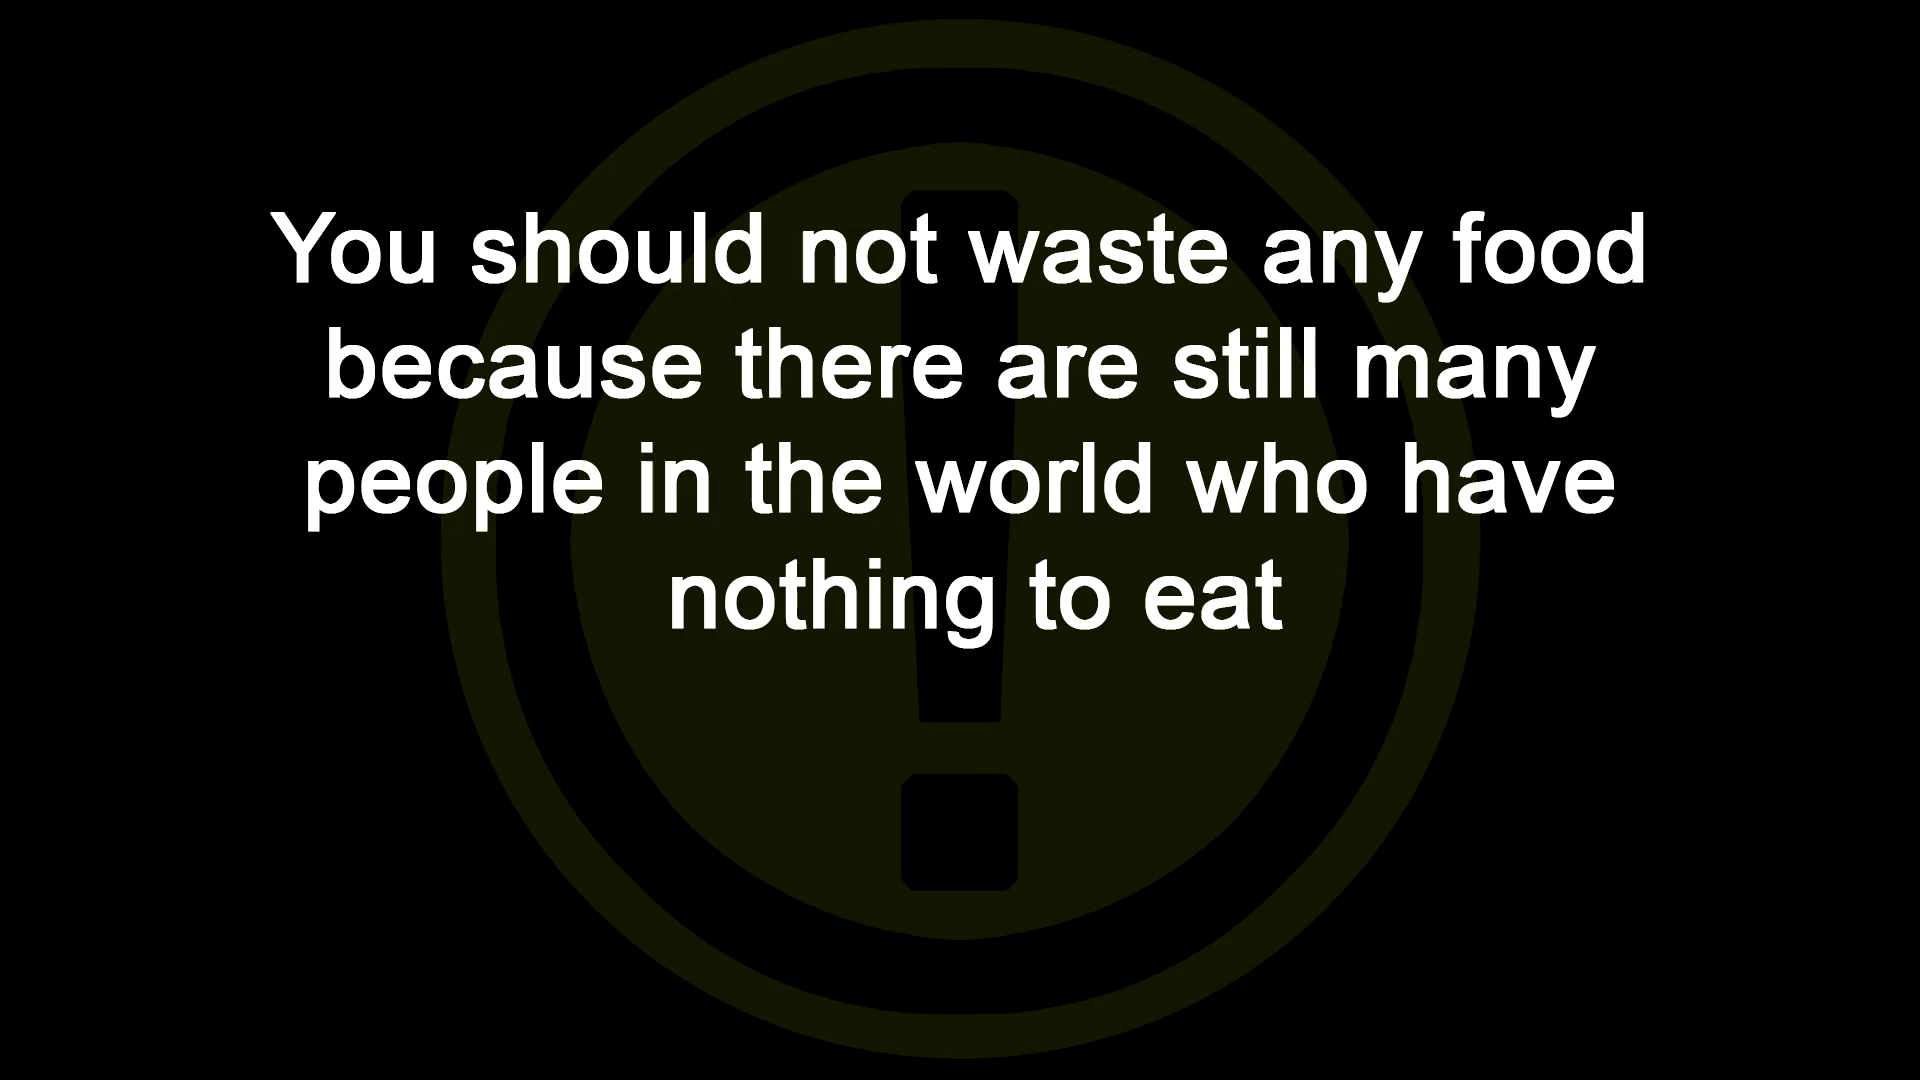 You should not waste any food
because there are still many
people in the world who have
nothing to eat